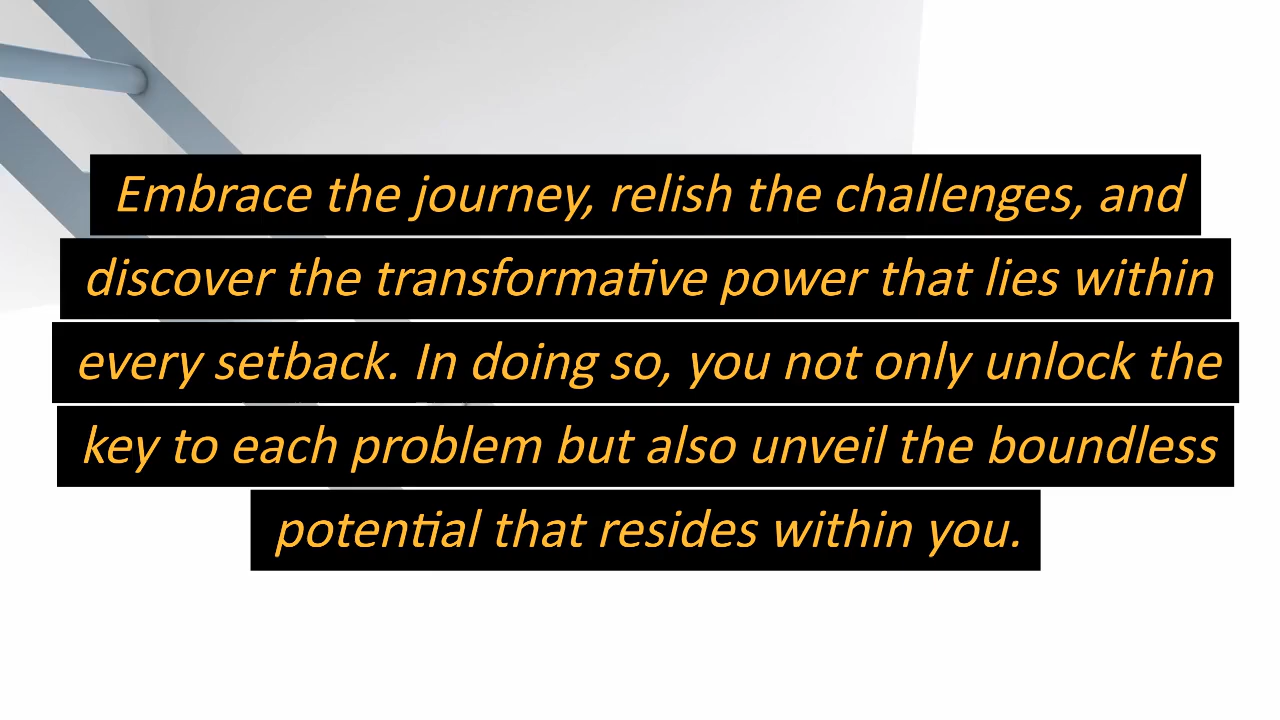 Embrace the journey, relish the challenges, and
discover the transformative power that lies within
every setback. In doing so, you not only unlock the
key to each problem but also unveil the boundless
potential that resides within you.